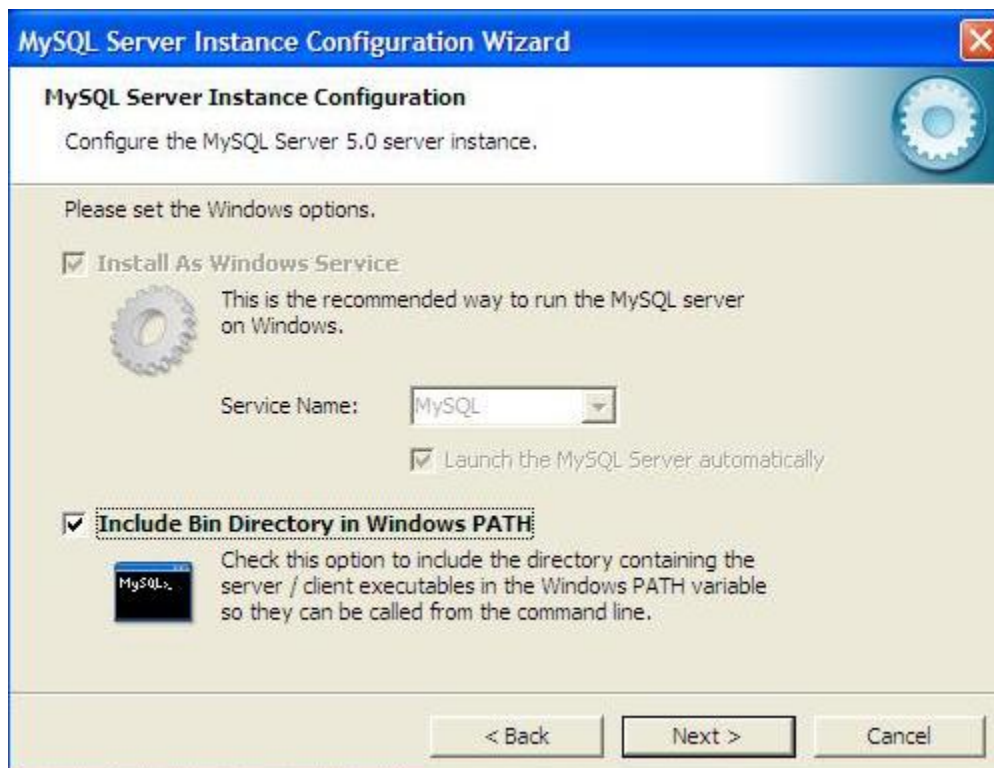 MySQL Server Instance Configuration Wizard
MySQL Server Instance Configuration
Configure the MySQL Server 5.0 server instance.
Please set the Windows options.
Install As Windows Service
This is the recommended way to run the MySQL server
on Windows.
Service Name: MySQL
Launch the MySQL Server automatically
Include Bin Directory in Windows PATH
Check this option to include the directory containing the
server / client executables in the Windows PATH variable
so they can be called from the command line.
MySQL>_
< Back Next > Cancel